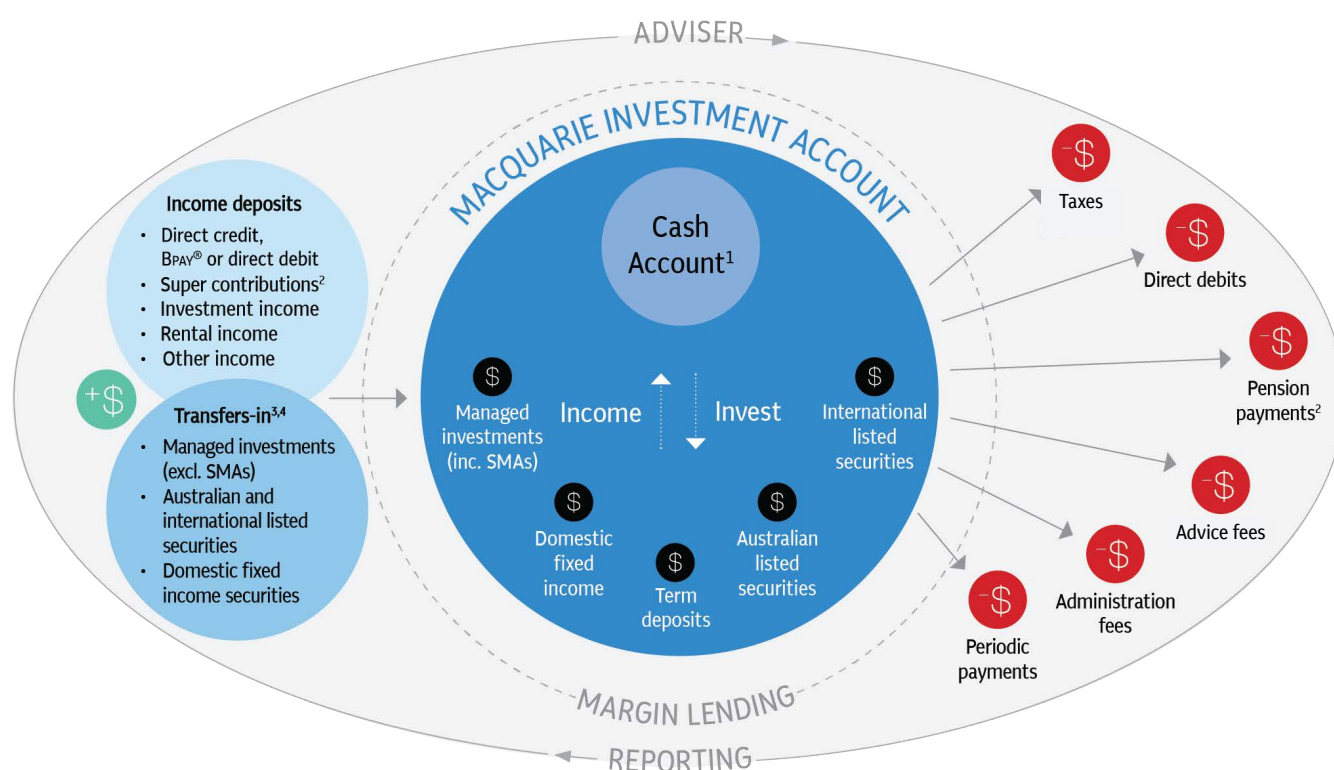 ADVISER
MACQUARIE INVESTMENT ACCOUNT
Income deposits
• Direct credit,
BPAY® or direct debit
• Super contributions²
• Investment income
• Rental income
• Other income
+$
Transfers-in³,⁴
• Managed investments
(excl. SMAs)
• Australian and
international listed
securities
• Domestic fixed
income securities
Cash
Account¹
$
Managed
investments
(inc. SMAs)
Income
Invest
$
International
listed
securities
$
Domestic
fixed
income
$
Term
deposits
$
Australian
listed
securities
-$
Taxes
-$
Direct debits
-$
Pension
payments²
-$
Advice fees
-$
Administration
fees
-$
Periodic
payments
MARGIN LENDING
REPORTING